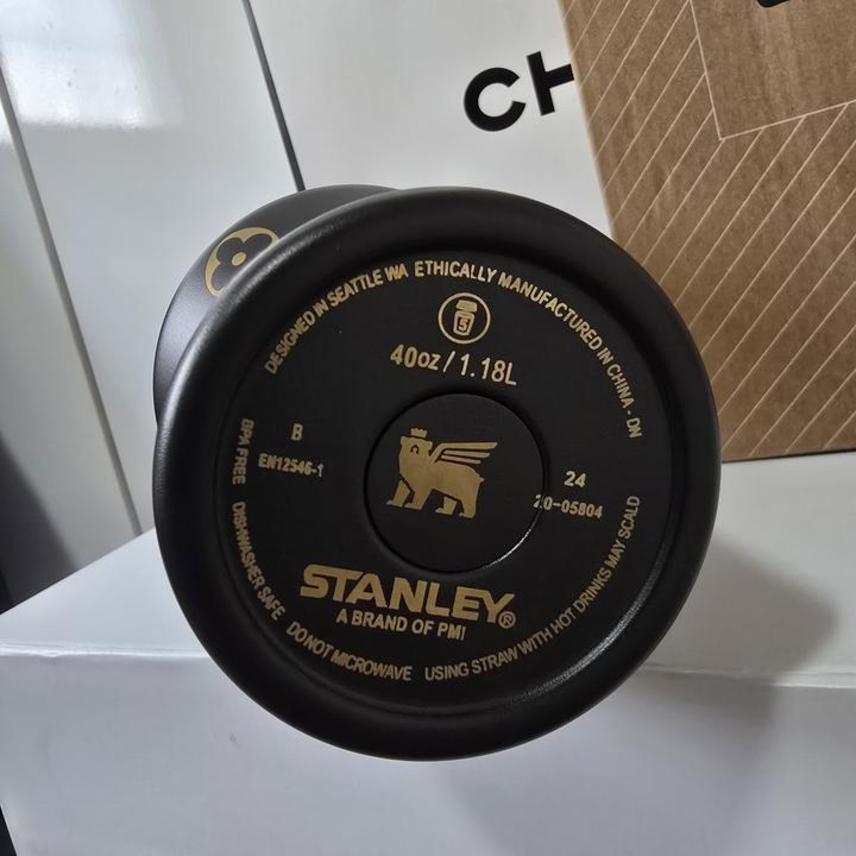 CH
DESIGNED IN SEATTLE WA ETHICALLY MANUFACTURED IN CHINA - DN
5
40oz / 1.18L
B
EN12546-1
24
20-05804
STANLEY®
A BRAND OF PMI
BPA FREE DISHWASHER SAFE DO NOT MICROWAVE USING STRAW WITH HOT DRINKS MAY SCALD